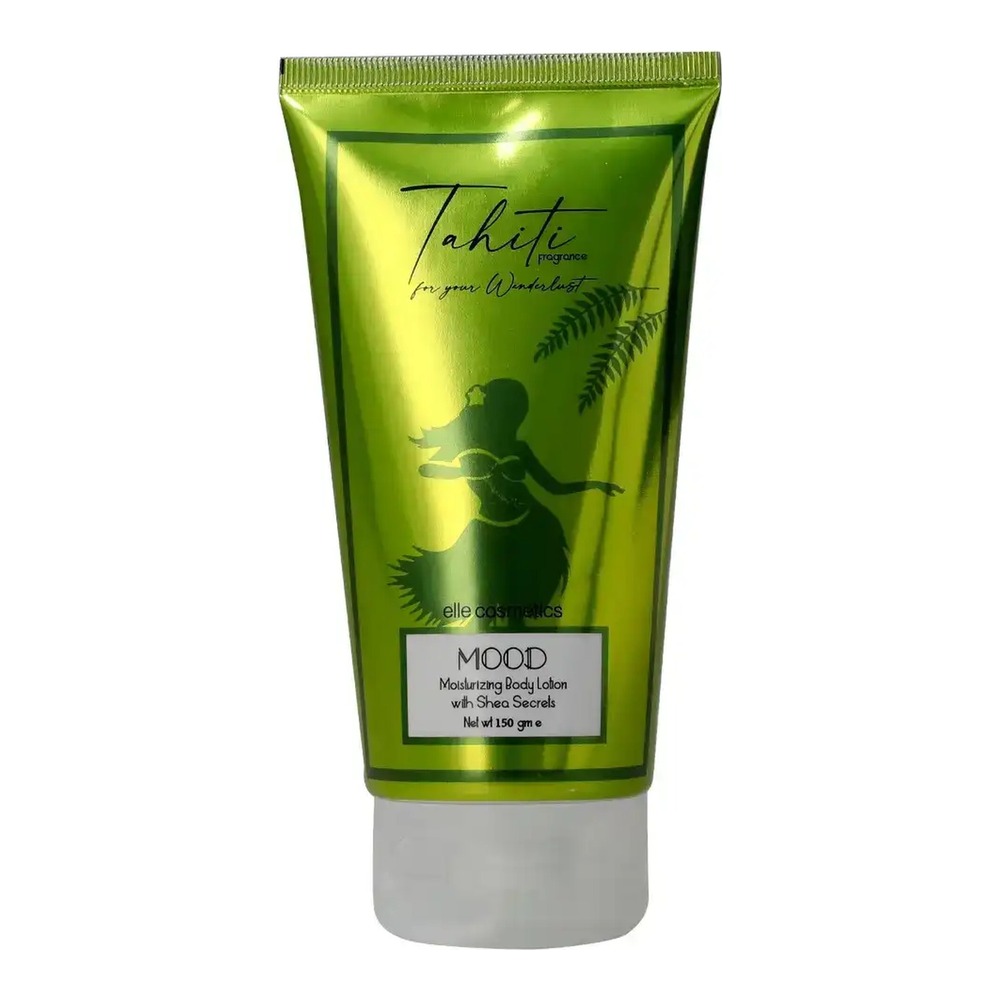 Tahiti
fragrance
for your Wanderlust
elle cosmetics
MOOD
Moisturizing Body Lotion
with Shea Secrets
Net wt 150 gm e